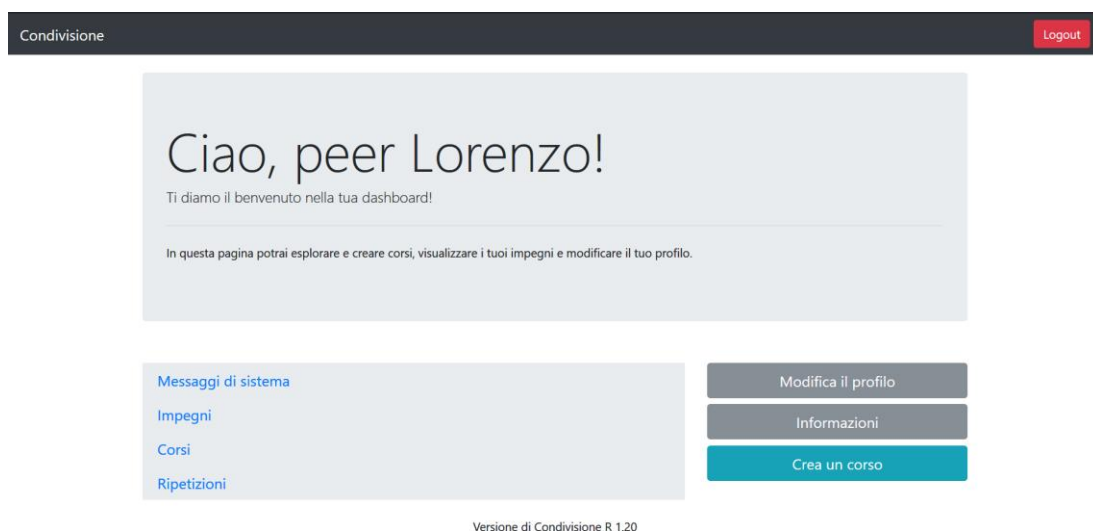 Condivisione
Logout
Ciao, peer Lorenzo!
Ti diamo il benvenuto nella tua dashboard!
In questa pagina potrai esplorare e creare corsi, visualizzare i tuoi impegni e modificare il tuo profilo.
Messaggi di sistema
Impegni
Corsi
Ripetizioni
Modifica il profilo
Informazioni
Crea un corso
Versione di Condivisione R 1.20